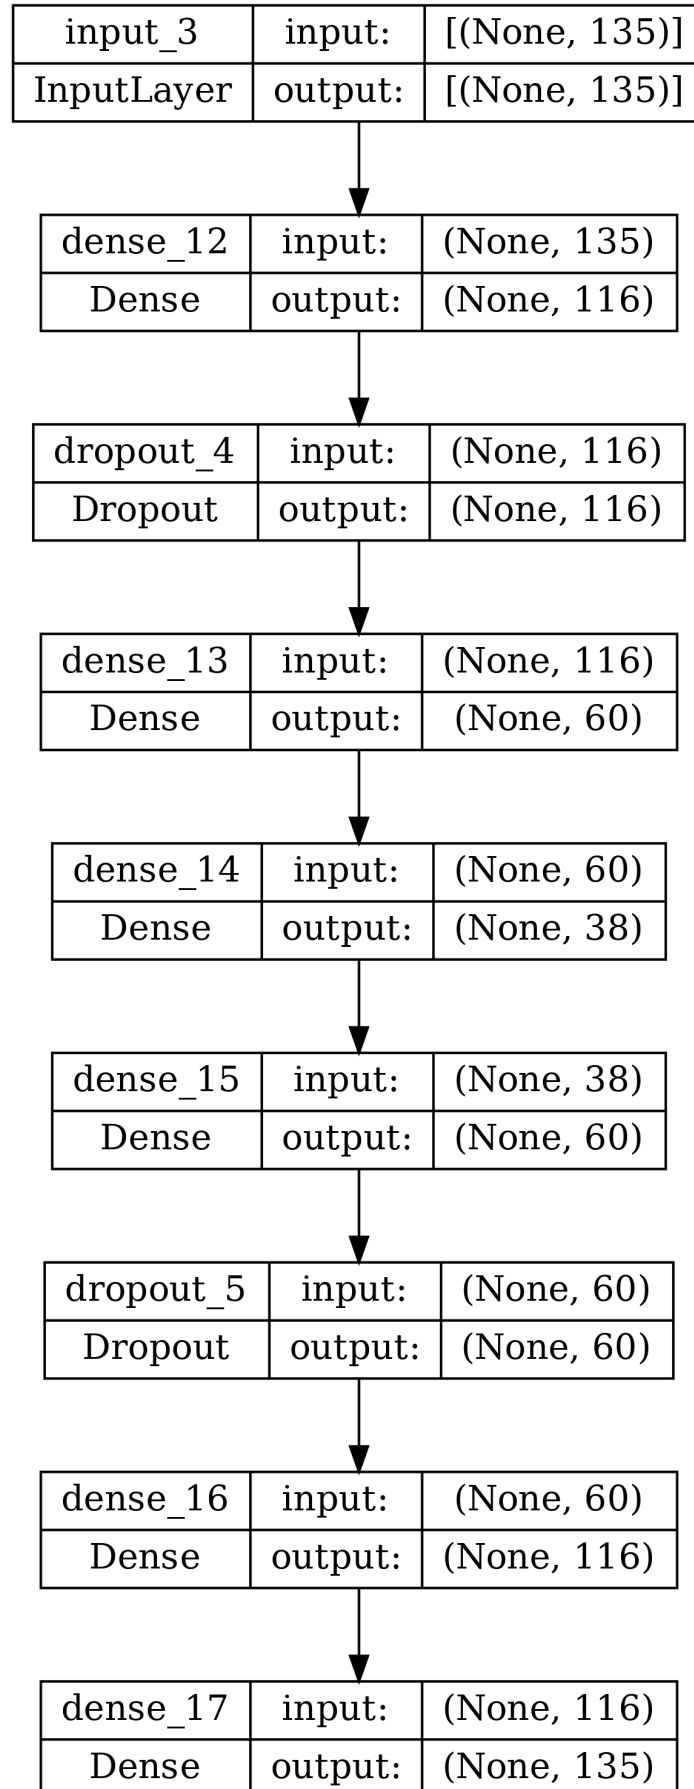 input_3 input: [(None, 135)]
InputLayer output: [(None, 135)]
dense_12 input: (None, 135)
Dense output: (None, 116)
dropout_4 input: (None, 116)
Dropout output: (None, 116)
dense_13 input: (None, 116)
Dense output: (None, 60)
dense_14 input: (None, 60)
Dense output: (None, 38)
dense_15 input: (None, 38)
Dense output: (None, 60)
dropout_5 input: (None, 60)
Dropout output: (None, 60)
dense_16 input: (None, 60)
Dense output: (None, 116)
dense_17 input: (None, 116)
Dense output: (None, 135)